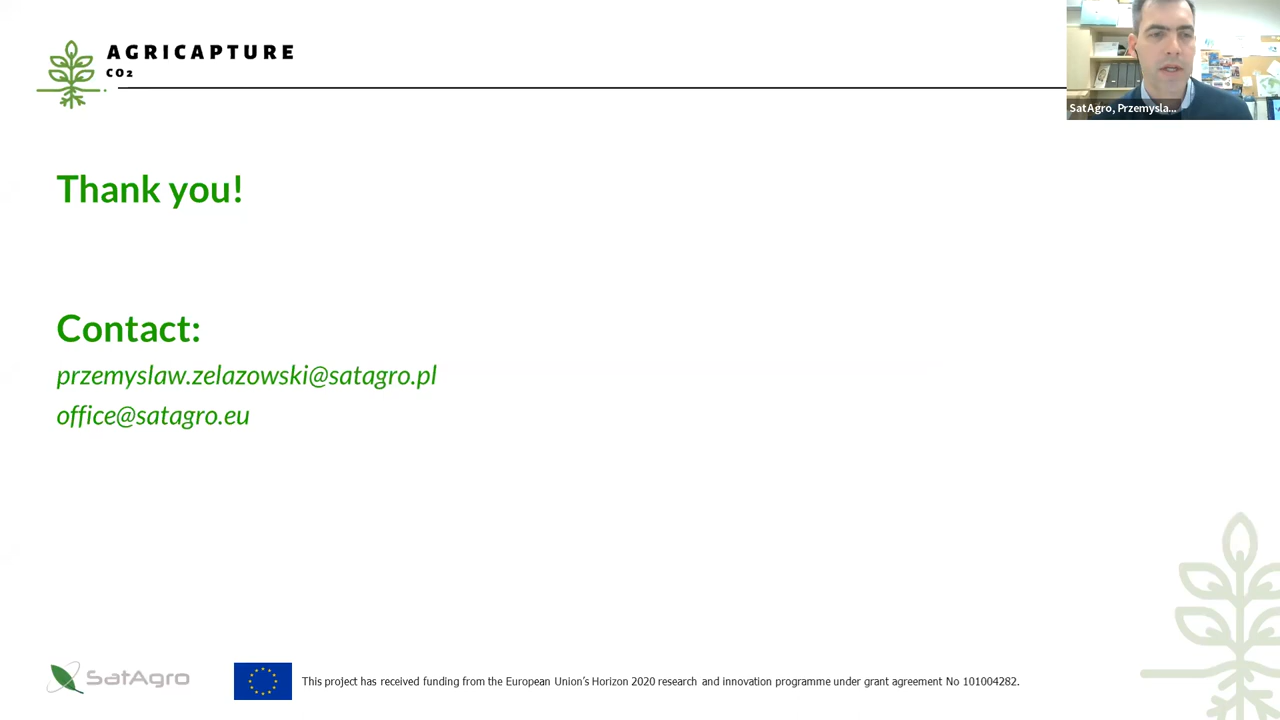 AGRICAPTURE
CO2
SatAgro, Przemysla...
Thank you!
Contact:
przemyslaw.zelazowski@satagro.pl
office@satagro.eu
SatAgro
This project has received funding from the European Union's Horizon 2020 research and innovation programme under grant agreement No 101004282.